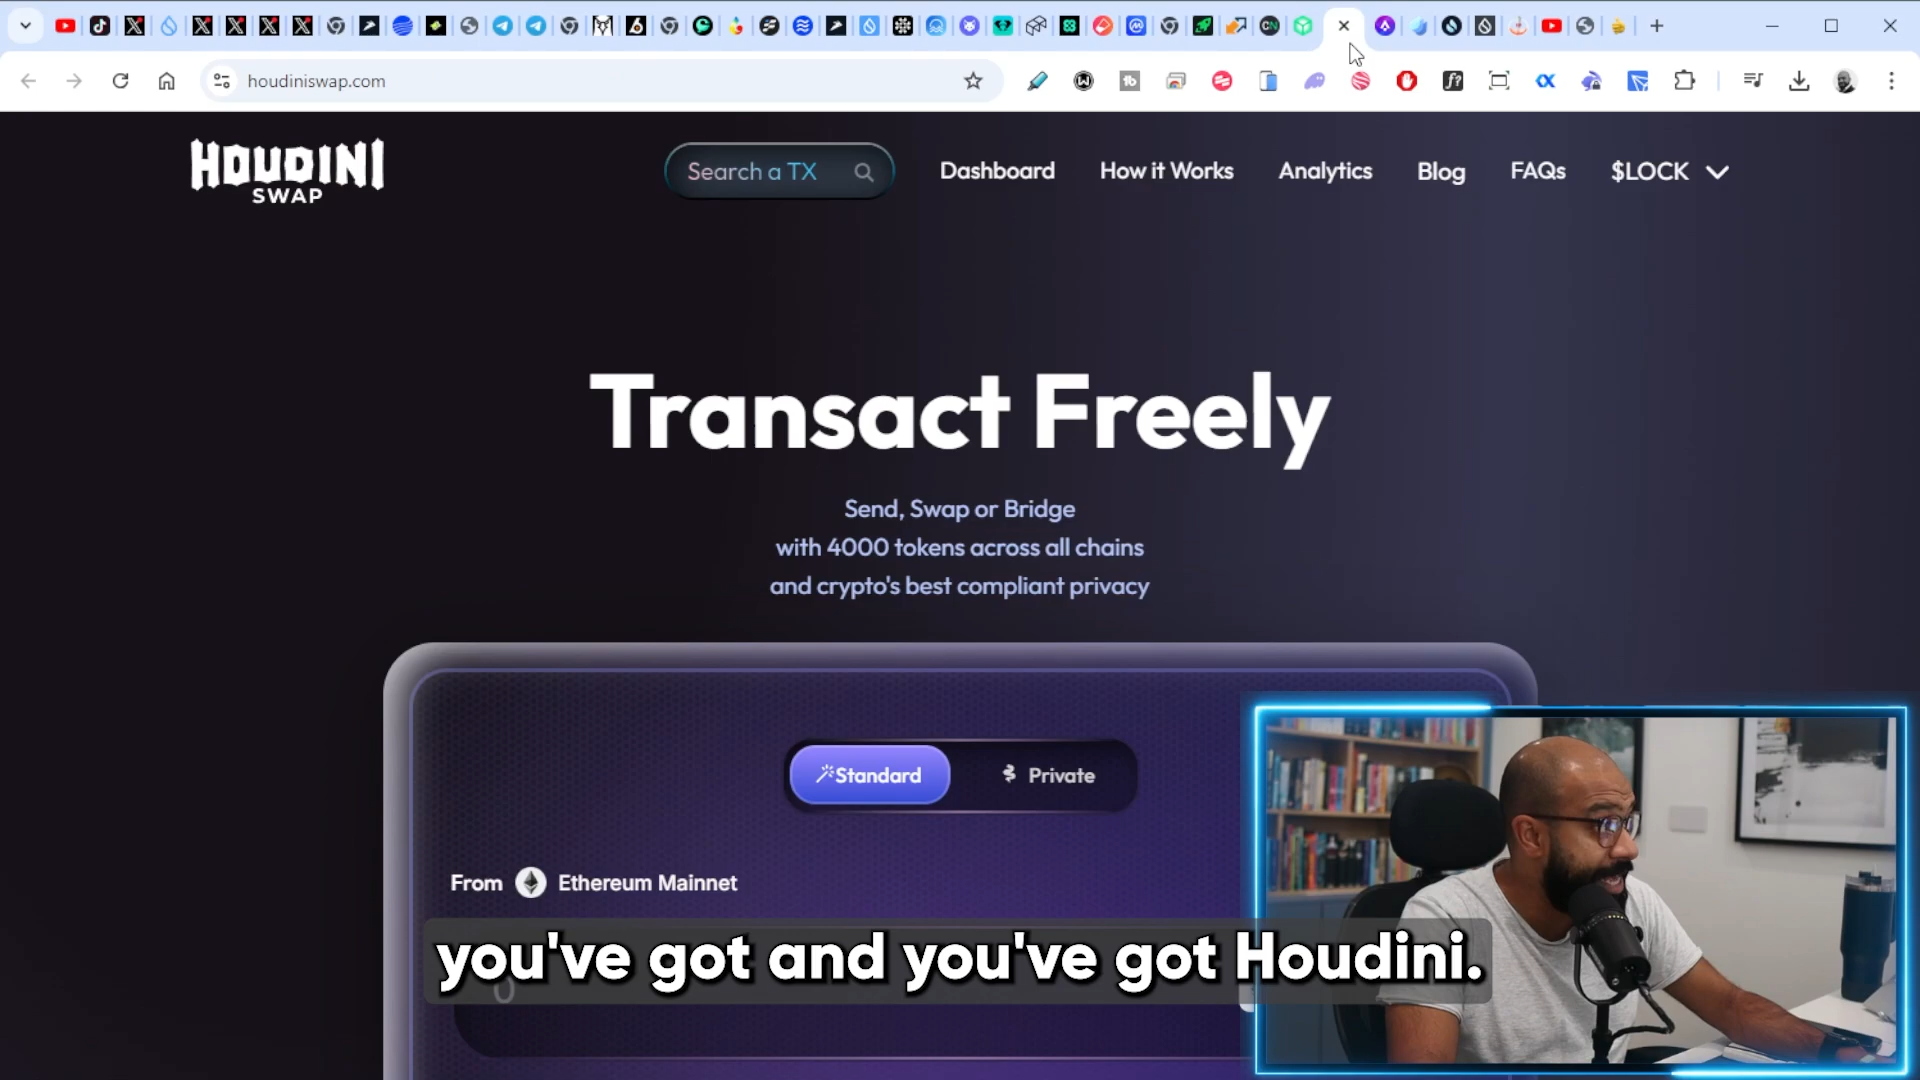 houdiniswap.com
HOUDINI
SWAP
Search a TX
Dashboard
How it Works
Analytics
Blog
FAQs
$LOCK
Transact Freely
Send, Swap or Bridge
with 4000 tokens across all chains
and crypto's best compliant privacy
Standard
Private
From Ethereum Mainnet
you've got and you've got Houdini.
0